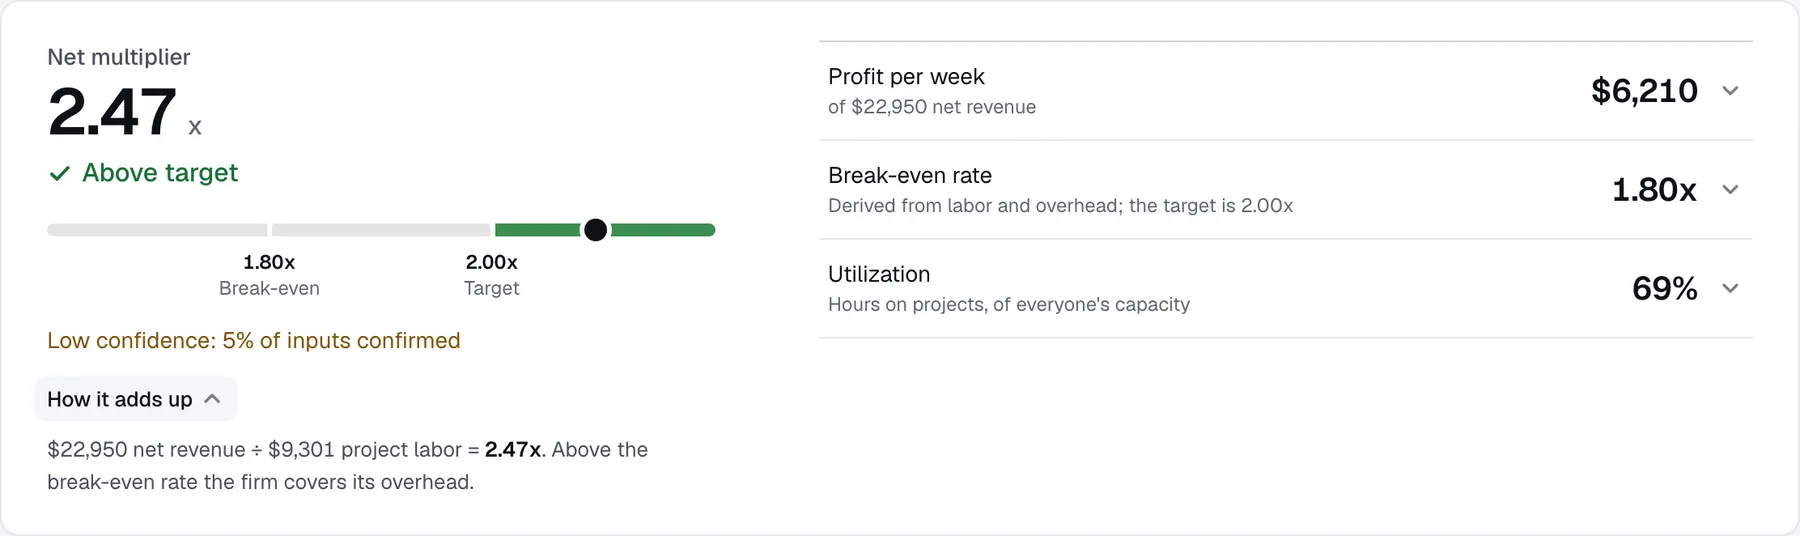 Net multiplier
2.47 x
Above target
1.80x
Break-even
2.00x
Target
Low confidence: 5% of inputs confirmed
How it adds up
$22,950 net revenue ÷ $9,301 project labor = 2.47x. Above the
break-even rate the firm covers its overhead.
Profit per week
of $22,950 net revenue
$6,210
Break-even rate
Derived from labor and overhead; the target is 2.00x
1.80x
Utilization
Hours on projects, of everyone's capacity
69%